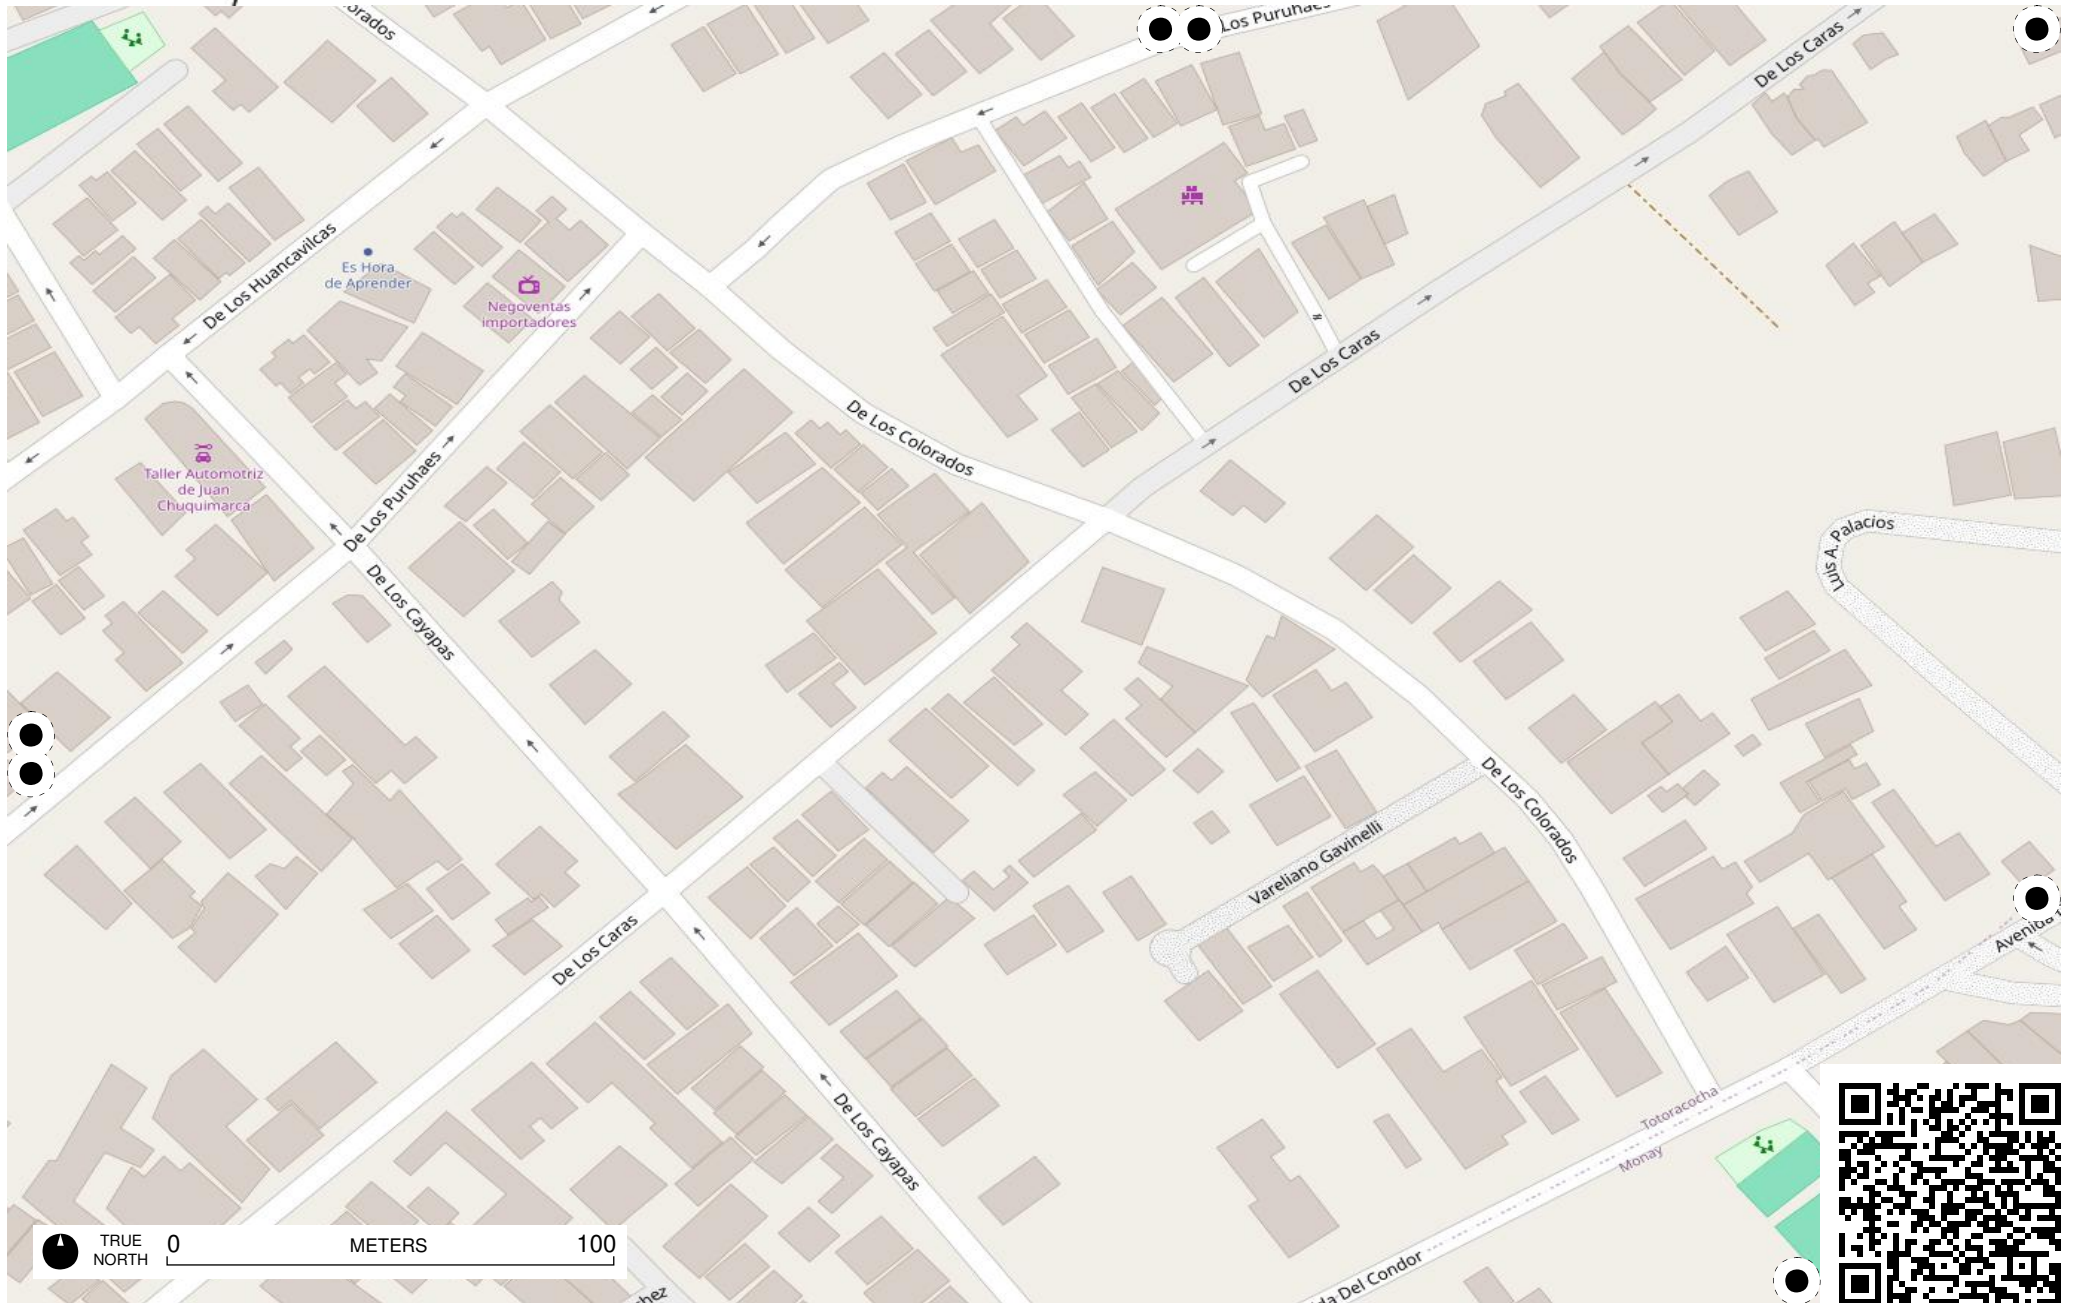 Los Puruhaes
De Los Caras
De Los Huancavilcas
Es Hora
de Aprender
Negoventas
importadores
De Los Caras
De Los Colorados
Taller Automotriz
de Juan
Chuquimarca
De Los Puruhaes
Luis A. Palacios
De Los Cayapas
De Los Colorados
Vareliano Gavinelli
De Los Caras
Avenida
Totoracocha
Monay
De Los Cayapas
TRUE
NORTH
0 METERS 100
Del Condor